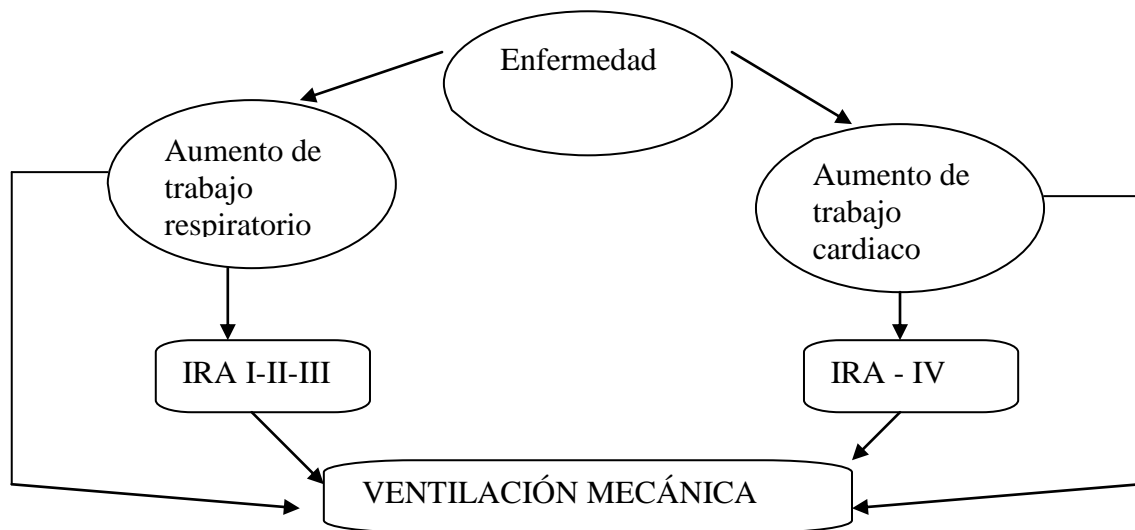 Enfermedad
Aumento de
trabajo
respiratorio
Aumento de
trabajo
cardiaco
IRA I-II-III
IRA - IV
VENTILACIÓN MECÁNICA